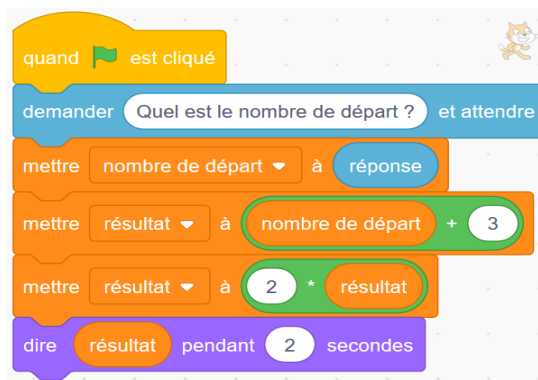 quand est cliqué
demander Quel est le nombre de départ ? et attendre
mettre nombre de départ à réponse
mettre résultat à nombre de départ + 3
mettre résultat à 2 * résultat
dire résultat pendant 2 secondes